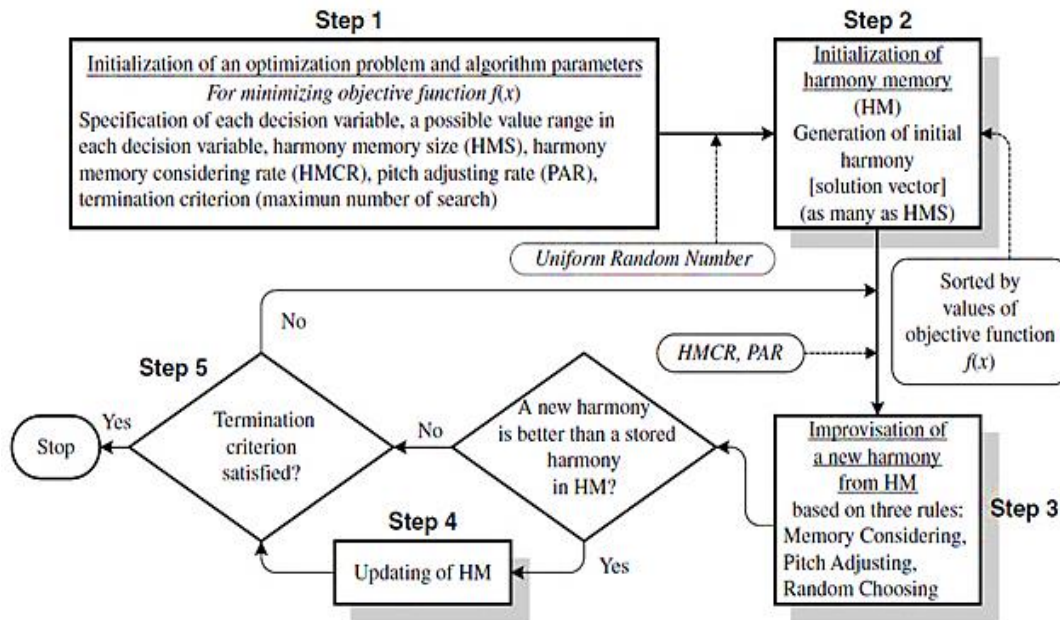 Step 1
Initialization of an optimization problem and algorithm parameters
For minimizing objective function f(x)
Specification of each decision variable, a possible value range in
each decision variable, harmony memory size (HMS), harmony
memory considering rate (HMCR), pitch adjusting rate (PAR),
termination criterion (maximun number of search)
Step 2
Initialization of
harmony memory
(HM)
Generation of initial
harmony
[solution vector]
(as many as HMS)
Uniform Random Number
Sorted by
values of
objective function
f(x)
HMCR, PAR
No
Step 5
Termination
criterion
satisfied?
Yes
Stop
No
A new harmony
is better than a stored
harmony
in HM?
Yes
Step 4
Updating of HM
Improvisation of
a new harmony
from HM
based on three rules:
Memory Considering,
Pitch Adjusting,
Random Choosing
Step 3